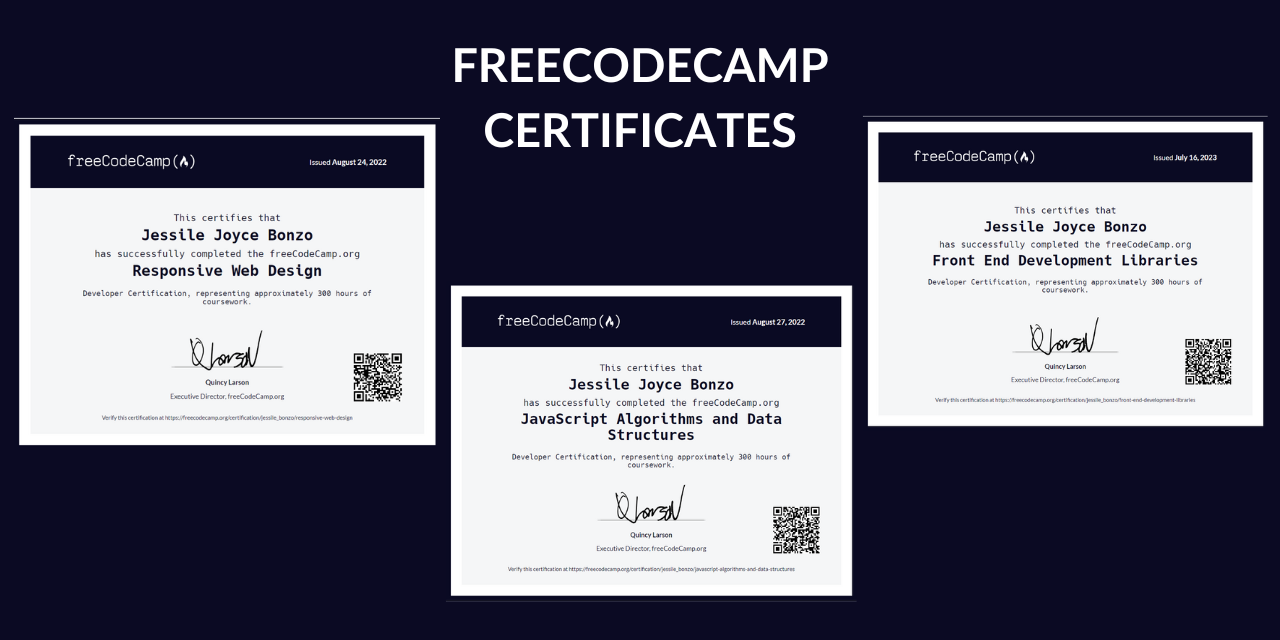 FREECODECAMP
CERTIFICATES
freeCodeCamp(🔥)
Issued August 24, 2022
This certifies that
Jessile Joyce Bonzo
has successfully completed the freeCodeCamp.org
Responsive Web Design
Developer Certification, representing approximately 300 hours of
coursework.
Quincy Larson
Executive Director, freeCodeCamp.org
Verify this certification at https://freecodecamp.org/certification/jessile_bonzo/responsive-web-design
freeCodeCamp(🔥)
Issued August 27, 2022
This certifies that
Jessile Joyce Bonzo
has successfully completed the freeCodeCamp.org
JavaScript Algorithms and Data
Structures
Developer Certification, representing approximately 300 hours of
coursework.
Quincy Larson
Executive Director, freeCodeCamp.org
Verify this certification at https://freecodecamp.org/certification/jessile_bonzo/javascript-algorithms-and-data-structures
freeCodeCamp(🔥)
Issued July 16, 2023
This certifies that
Jessile Joyce Bonzo
has successfully completed the freeCodeCamp.org
Front End Development Libraries
Developer Certification, representing approximately 300 hours of
coursework.
Quincy Larson
Executive Director, freeCodeCamp.org
Verify this certification at https://freecodecamp.org/certification/jessile_bonzo/front-end-development-libraries